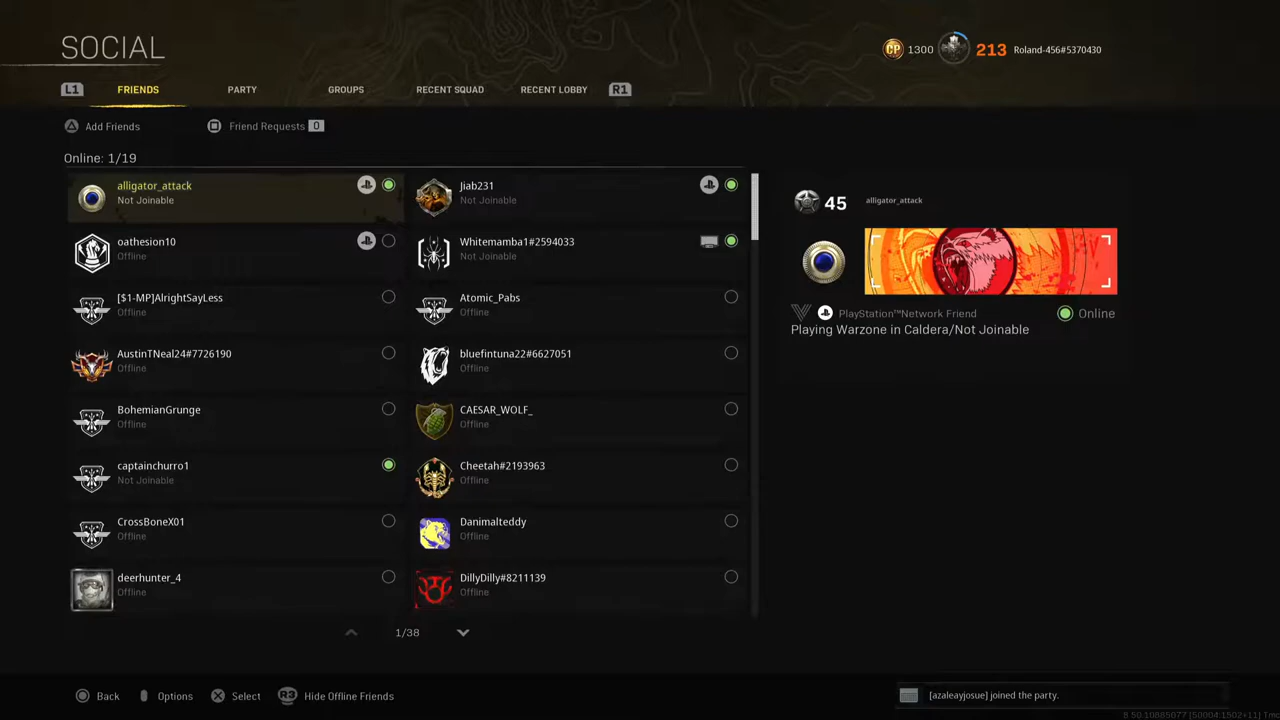 SOCIAL
CP 1300 213 Roland-456#5370430
L1 FRIENDS PARTY GROUPS RECENT SQUAD RECENT LOBBY R1
Add Friends Friend Requests 0
Online: 1/19
alligator_attack
Not Joinable
Jiab231
Not Joinable
oathesion10
Offline
Whitemamba1#2594033
Not Joinable
[$1-MP]AlrightSayLess
Offline
Atomic_Pabs
Offline
AustinTNeal24#7726190
Offline
bluefintuna22#6627051
Offline
BohemianGrunge
Offline
CAESAR_WOLF_
Offline
captainchurro1
Not Joinable
Cheetah#2193963
Offline
CrossBoneX01
Offline
Danimalteddy
Offline
deerhunter_4
Offline
DillyDilly#8211139
Offline
1/38
45 alligator_attack
PlayStation™Network Friend Online
Playing Warzone in Caldera/Not Joinable
Back Options Select R3 Hide Offline Friends
[azaleayjosue] joined the party.